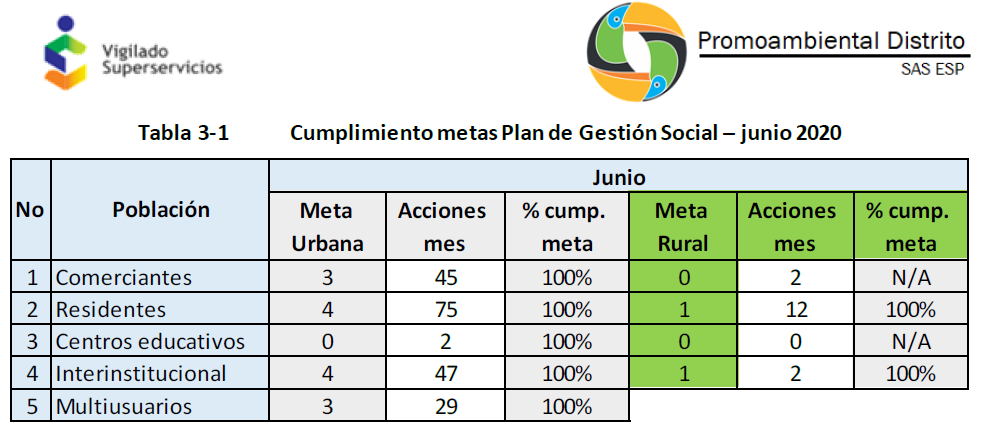 Vigilado
Superservicios
Promoambiental Distrito
SAS ESP
Tabla 3-1 Cumplimiento metas Plan de Gestión Social – junio 2020
No Población Junio
Meta Urbana Acciones mes % cump. meta Meta Rural Acciones mes % cump. meta
1 Comerciantes 3 45 100% 0 2 N/A
2 Residentes 4 75 100% 1 12 100%
3 Centros educativos 0 2 100% 0 0 N/A
4 Interinstitucional 4 47 100% 1 2 100%
5 Multiusuarios 3 29 100%